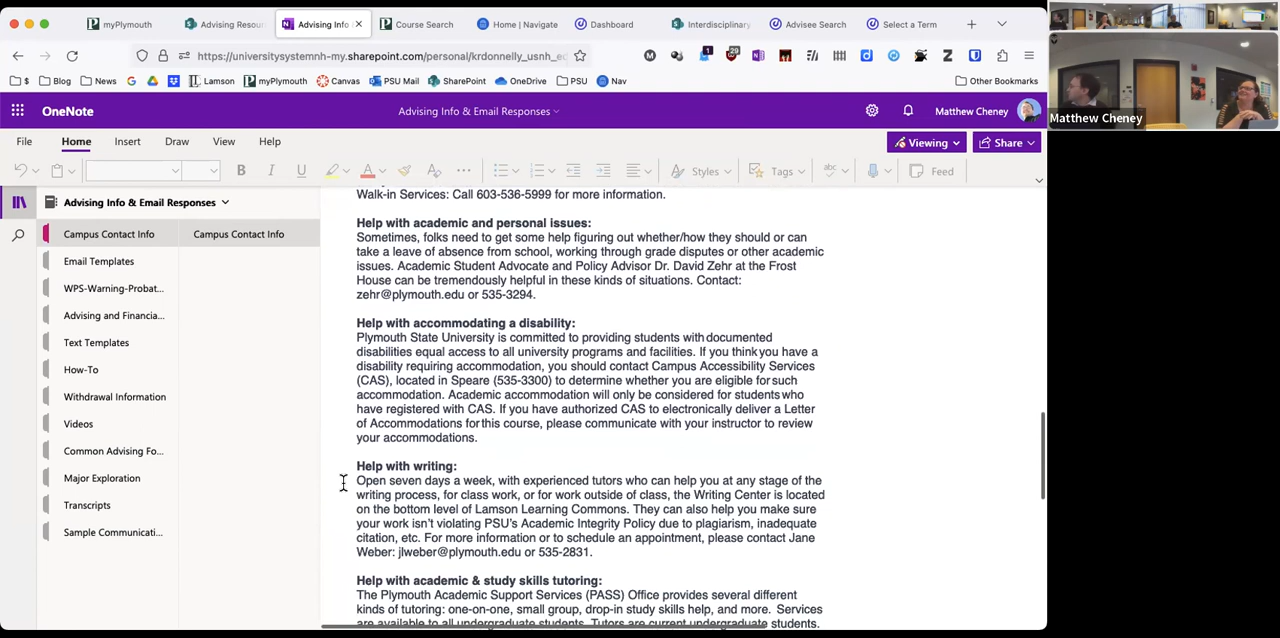 myPlymouth
Advising Resour
Advising Info
Course Search
Home | Navigate
Dashboard
Interdisciplinary
Advisee Search
Select a Term
https://universitysystemnh-my.sharepoint.com/personal/krdonnelly_usnh_ed
$
Blog
News
Lamson
myPlymouth
Canvas
PSU Mail
SharePoint
OneDrive
PSU
Nav
Other Bookmarks
OneNote
Advising Info & Email Responses
Matthew Cheney
File
Home
Insert
Draw
View
Help
Viewing
Share
B
I
U
Styles
Tags
Feed
Advising Info & Email Responses
Campus Contact Info
Email Templates
WPS-Warning-Probat...
Advising and Financia...
Text Templates
How-To
Withdrawal Information
Videos
Common Advising Fo...
Major Exploration
Transcripts
Sample Communicati...
Campus Contact Info
Walk-in Services: Call 603-536-5999 for more information.
Help with academic and personal issues:
Sometimes, folks need to get some help figuring out whether/how they should or can
take a leave of absence from school, working through grade disputes or other academic
issues. Academic Student Advocate and Policy Advisor Dr. David Zehr at the Frost
House can be tremendously helpful in these kinds of situations. Contact:
zehr@plymouth.edu or 535-3294.
Help with accommodating a disability:
Plymouth State University is committed to providing students with documented
disabilities equal access to all university programs and facilities. If you think you have a
disability requiring accommodation, you should contact Campus Accessibility Services
(CAS), located in Speare (535-3300) to determine whether you are eligible for such
accommodation. Academic accommodation will only be considered for students who
have registered with CAS. If you have authorized CAS to electronically deliver a Letter
of Accommodations for this course, please communicate with your instructor to review
your accommodations.
Help with writing:
Open seven days a week, with experienced tutors who can help you at any stage of the
writing process, for class work, or for work outside of class, the Writing Center is located
on the bottom level of Lamson Learning Commons. They can also help you make sure
your work isn't violating PSU's Academic Integrity Policy due to plagiarism, inadequate
citation, etc. For more information or to schedule an appointment, please contact Jane
Weber: jlweber@plymouth.edu or 535-2831.
Help with academic & study skills tutoring:
The Plymouth Academic Support Services (PASS) Office provides several different
kinds of tutoring: one-on-one, small group, drop-in study skills help, and more. Services
are available to all undergraduate students. Tutors are current undergraduate students.
Matthew Cheney